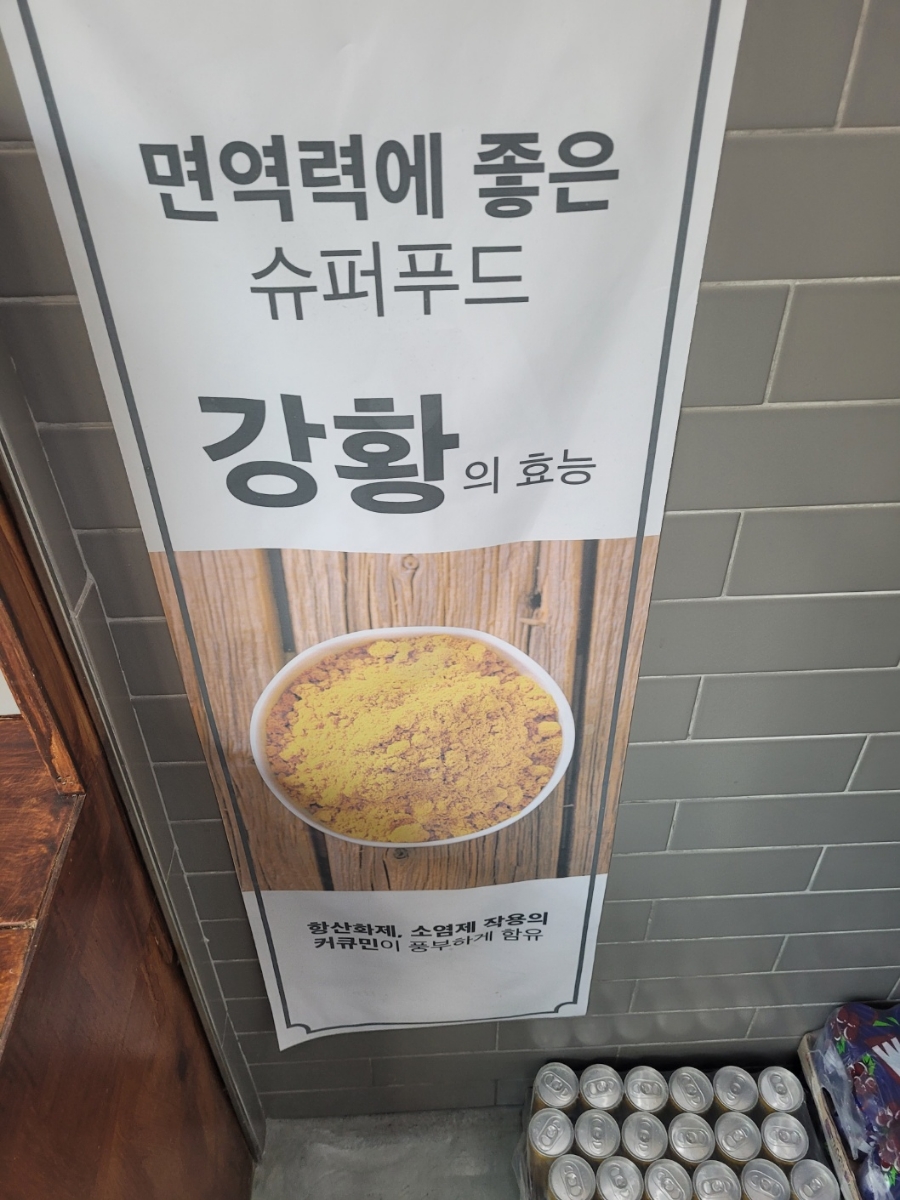 면역력에 좋은
슈퍼푸드
강황의 효능
항산화제, 소염제 작용의
커큐민이 풍부하게 함유